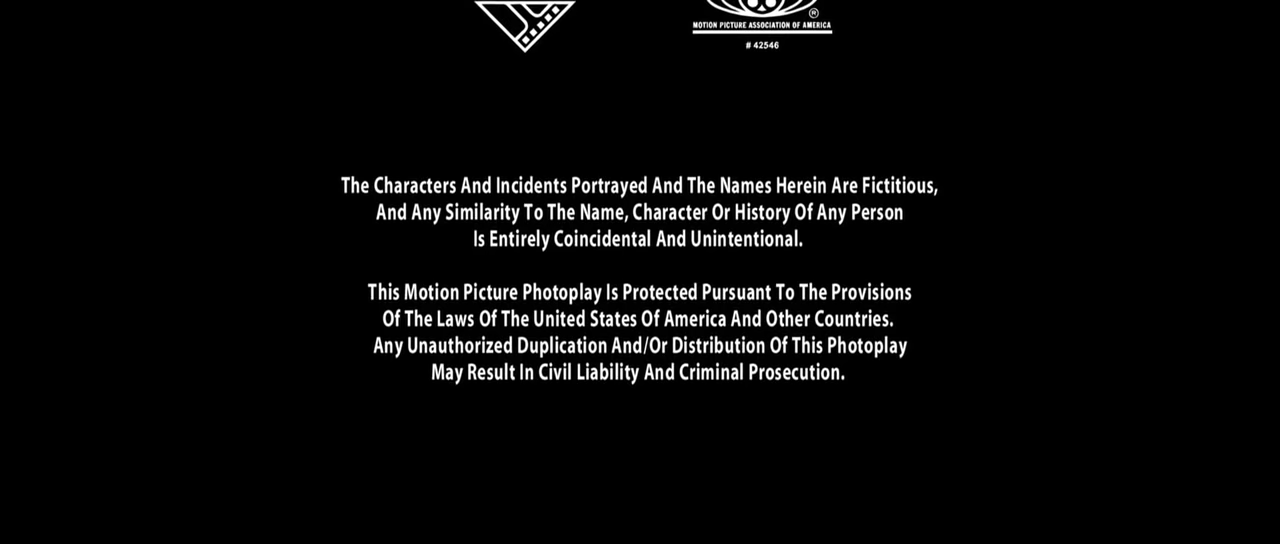 ®
MOTION PICTURE ASSOCIATION OF AMERICA
# 42546
The Characters And Incidents Portrayed And The Names Herein Are Fictitious,
And Any Similarity To The Name, Character Or History Of Any Person
Is Entirely Coincidental And Unintentional.
This Motion Picture Photoplay Is Protected Pursuant To The Provisions
Of The Laws Of The United States Of America And Other Countries.
Any Unauthorized Duplication And/Or Distribution Of This Photoplay
May Result In Civil Liability And Criminal Prosecution.